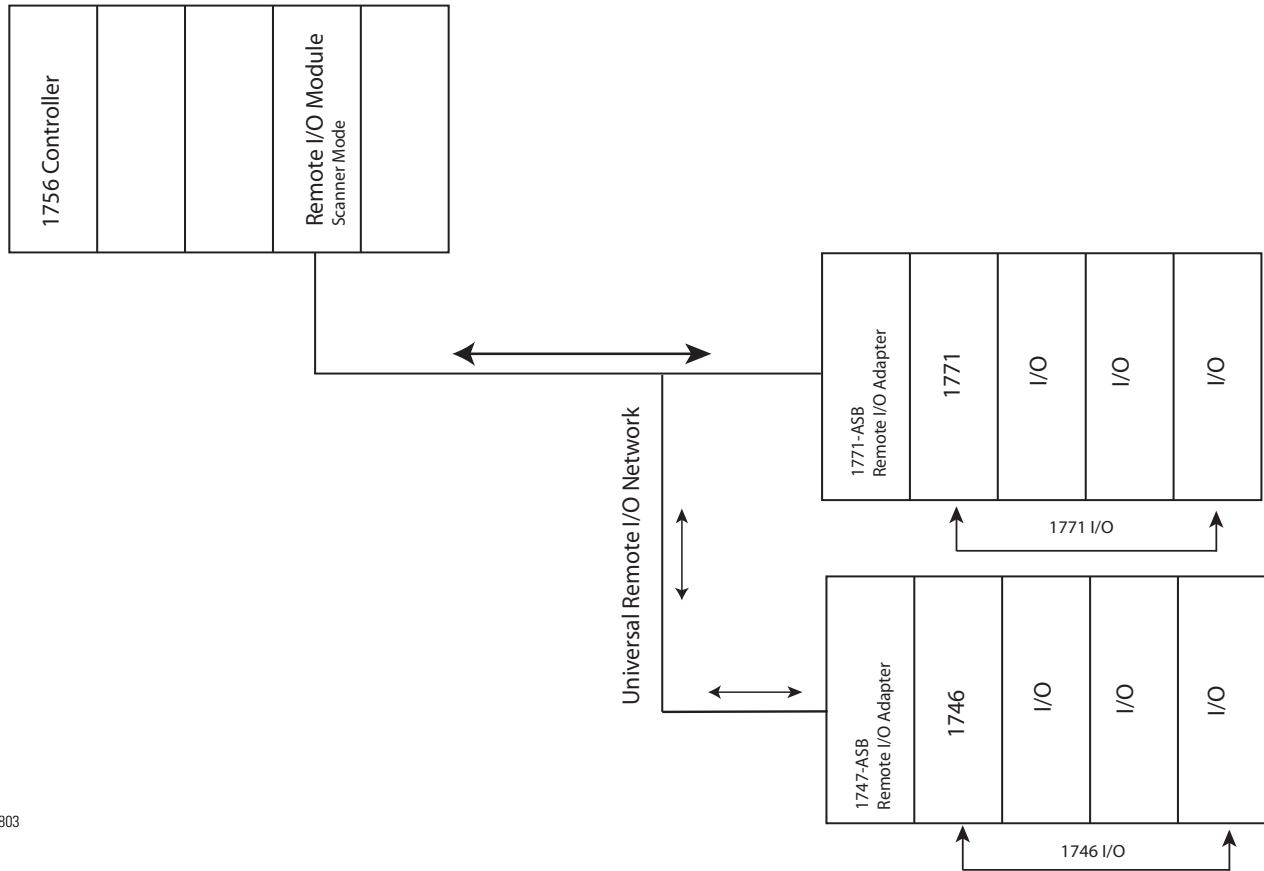 1756 Controller
Remote I/O Module
Scanner Mode
Universal Remote I/O Network
1771-ASB
Remote I/O Adapter
1771
I/O
I/O
I/O
1771 I/O
1747-ASB
Remote I/O Adapter
1746
I/O
I/O
I/O
1746 I/O
803